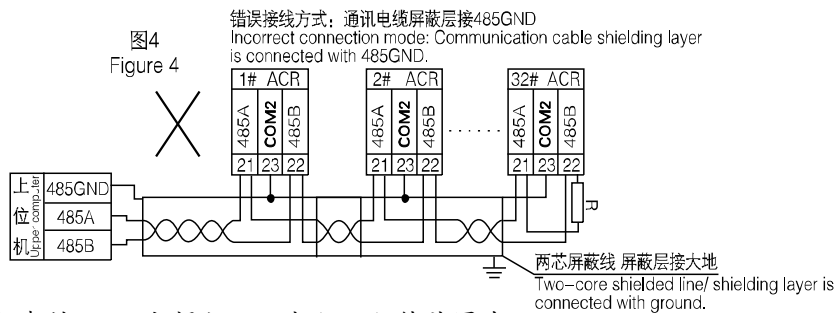 错误接线方式：通讯电缆屏蔽层接485GND
图4
Incorrect connection mode: Communication cable shielding layer
is connected with 485GND.
Figure 4
1# ACR
2# ACR
32# ACR
485A COM2 485B
485A COM2 485B
485A COM2 485B
21 23 22
21 23 22
21 23 22
上位机
Upper computer
485GND
485A
485B
R
两芯屏蔽线 屏蔽层接大地
Two-core shielded line/ shielding layer is
connected with ground.